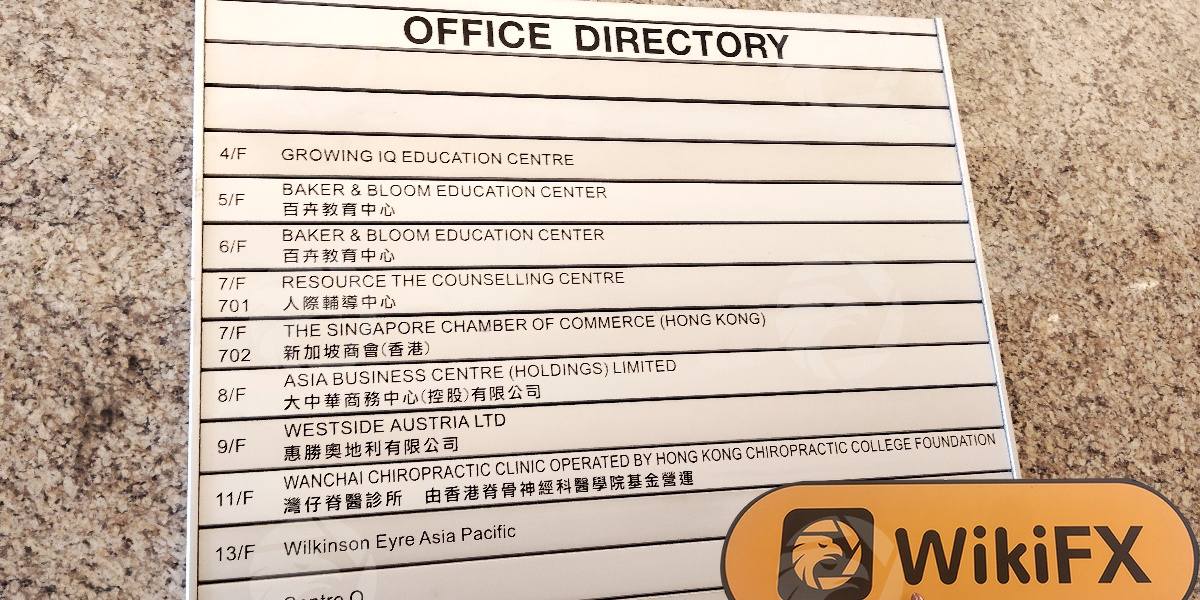 OFFICE DIRECTORY
4/F GROWING IQ EDUCATION CENTRE
5/F BAKER & BLOOM EDUCATION CENTER
百卉教育中心
6/F BAKER & BLOOM EDUCATION CENTER
百卉教育中心
7/F RESOURCE THE COUNSELLING CENTRE
701 人際輔導中心
7/F THE SINGAPORE CHAMBER OF COMMERCE (HONG KONG)
702 新加坡商會(香港)
8/F ASIA BUSINESS CENTRE (HOLDINGS) LIMITED
大中華商務中心(控股)有限公司
9/F WESTSIDE AUSTRIA LTD
惠勝奧地利有限公司
11/F WANCHAI CHIROPRACTIC CLINIC OPERATED BY HONG KONG CHIROPRACTIC COLLEGE FOUNDATION
灣仔脊醫診所 由香港脊骨神經科醫學院基金營運
13/F Wilkinson Eyre Asia Pacific
WikiFX